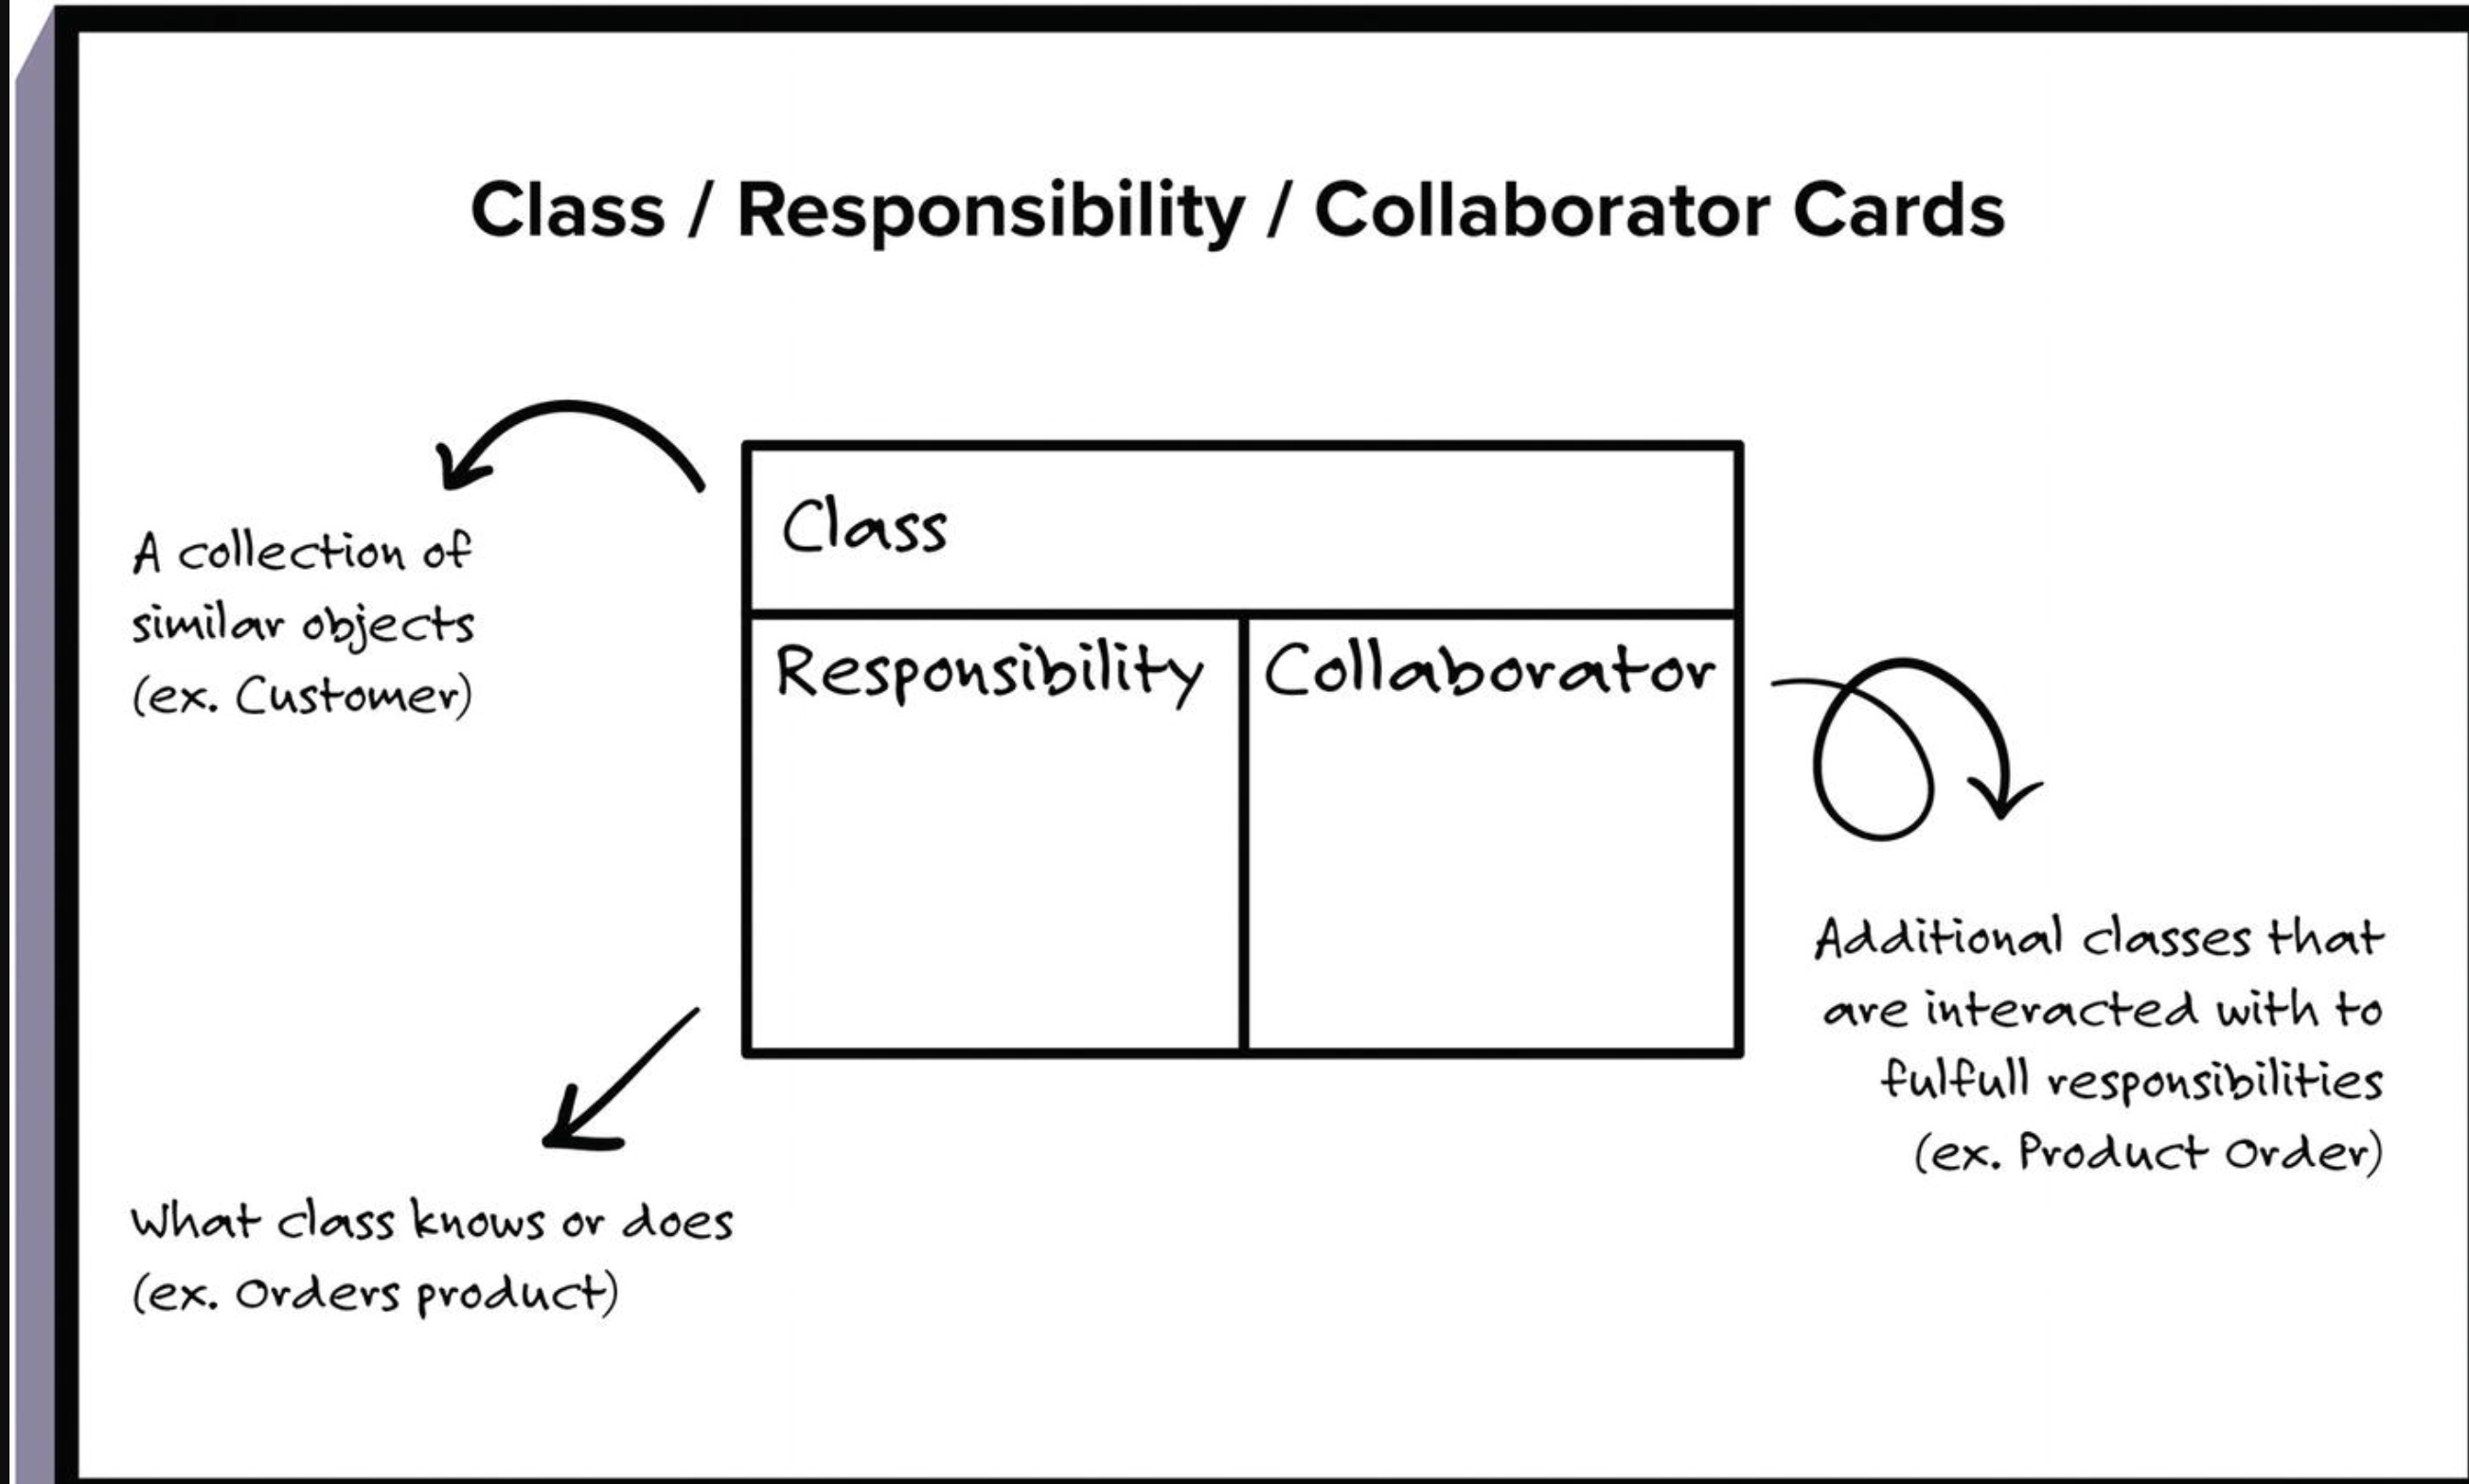 Class / Responsibility / Collaborator Cards
A collection of
similar objects
(ex. Customer)
Class
Responsibility
Collaborator
Additional classes that
are interacted with to
fulfull responsibilities
(ex. Product Order)
What class knows or does
(ex. Orders product)